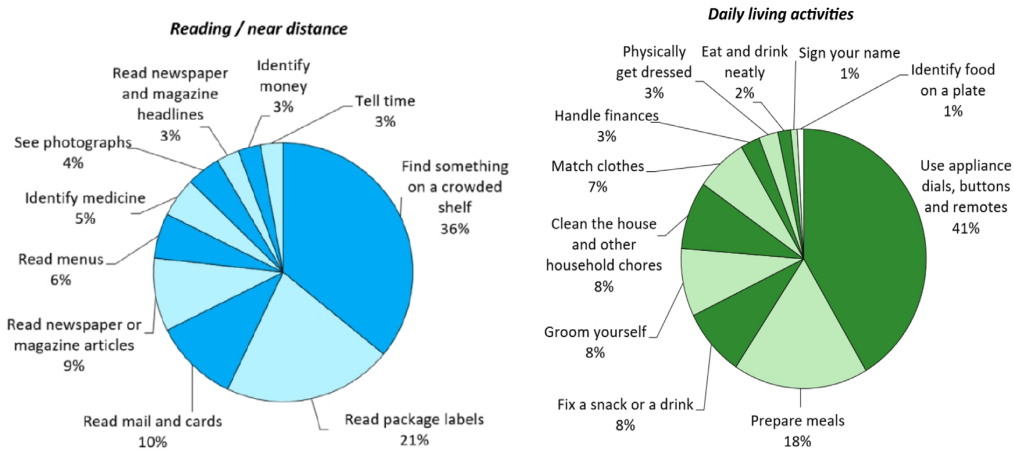 Reading / near distance
Identify
money
3%
Read newspaper
and magazine
headlines
3%
Tell time
3%
See photographs
4%
Find something
on a crowded
shelf
36%
Identify medicine
5%
Read menus
6%
Read newspaper or
magazine articles
9%
Read mail and cards
10%
Read package labels
21%
Daily living activities
Physically
get dressed
3%
Eat and drink
neatly
2%
Sign your name
1%
Identify food
on a plate
1%
Handle finances
3%
Match clothes
7%
Use appliance
dials, buttons
and remotes
41%
Clean the house
and other
household chores
8%
Groom yourself
8%
Fix a snack or a drink
8%
Prepare meals
18%